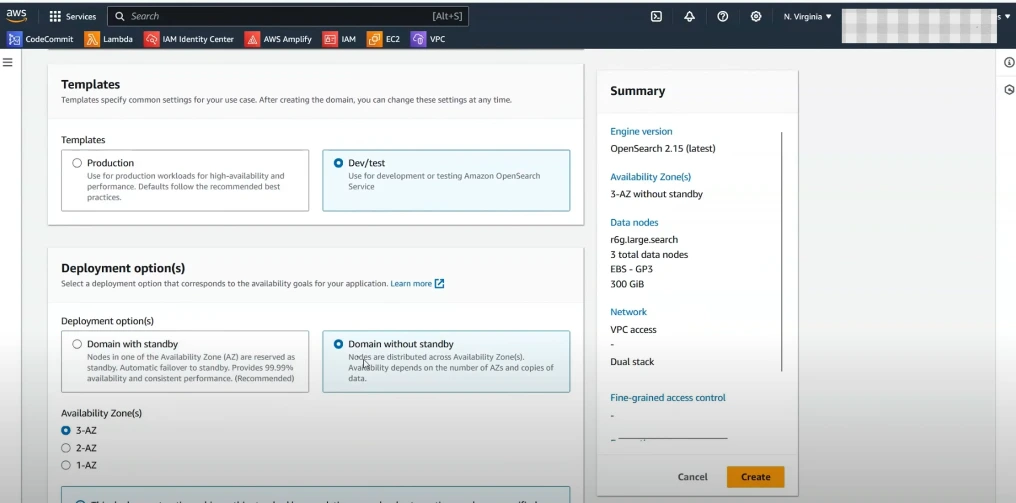 aws
Services
Search
[Alt+S]
N. Virginia
CodeCommit
Lambda
IAM Identity Center
AWS Amplify
IAM
EC2
VPC
Templates
Templates specify common settings for your use case. After creating the domain, you can change these settings at any time.
Templates
Production
Use for production workloads for high-availability and
performance. Defaults follow the recommended best
practices.
Dev/test
Use for development or testing Amazon OpenSearch
Service
Deployment option(s)
Select a deployment option that corresponds to the availability goals for your application. Learn more
Deployment option(s)
Domain with standby
Nodes in one of the Availability Zone (AZ) are reserved as
standby. Automatic failover to standby. Provides 99.99%
availability and consistent performance. (Recommended)
Domain without standby
Nodes are distributed across Availability Zone(s).
Availability depends on the number of AZs and copies of
data.
Availability Zone(s)
3-AZ
2-AZ
1-AZ
Summary
Engine version
OpenSearch 2.15 (latest)
Availability Zone(s)
3-AZ without standby
Data nodes
r6g.large.search
3 total data nodes
EBS - GP3
300 GiB
Network
VPC access
-
Dual stack
Fine-grained access control
-
Cancel
Create